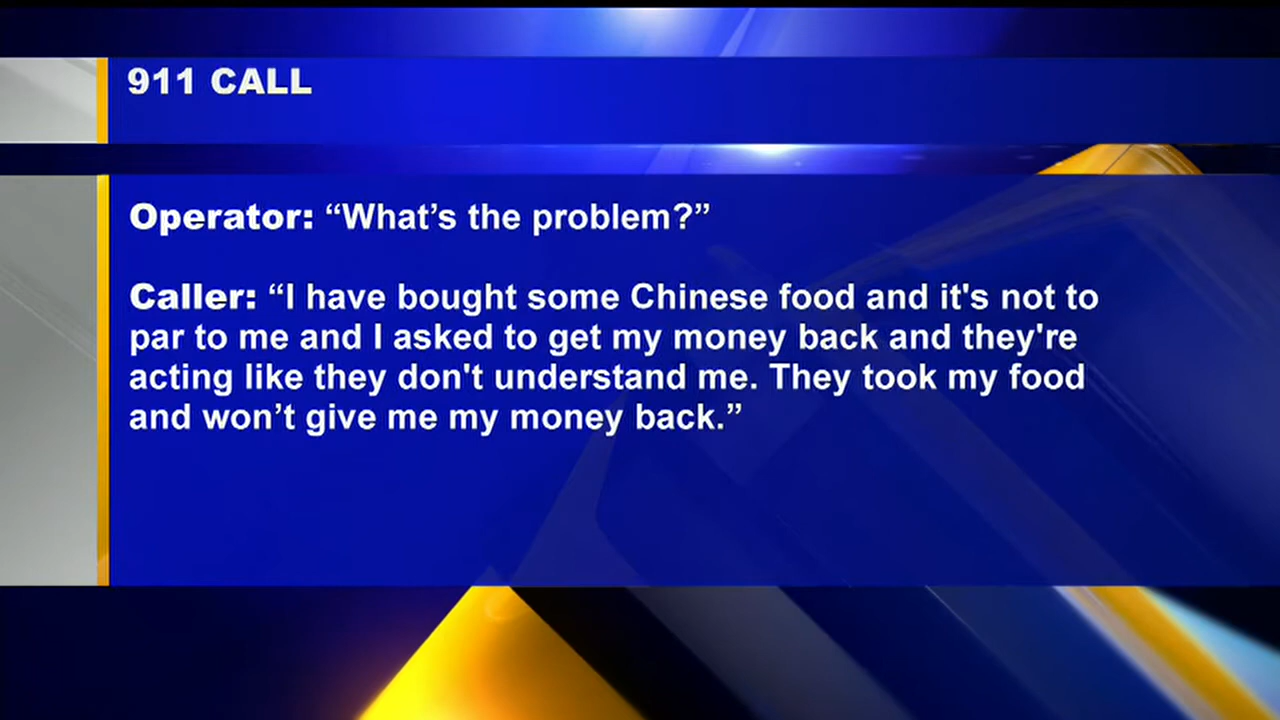 911 CALL
Operator: “What’s the problem?”
Caller: “I have bought some Chinese food and it's not to
par to me and I asked to get my money back and they're
acting like they don't understand me. They took my food
and won’t give me my money back.”